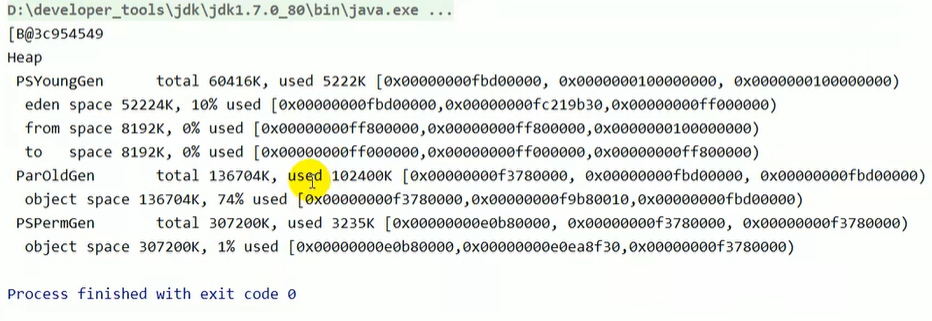 D:\developer_tools\jdk\jdk1.7.0_80\bin\java.exe ...
[B@3c954549
Heap
 PSYoungGen      total 60416K, used 5222K [0x00000000fbd00000, 0x0000000100000000, 0x0000000100000000)
  eden space 52224K, 10% used [0x00000000fbd00000,0x00000000fc219b30,0x00000000ff000000)
  from space 8192K, 0% used [0x00000000ff800000,0x00000000ff800000,0x0000000100000000)
  to   space 8192K, 0% used [0x00000000ff000000,0x00000000ff000000,0x00000000ff800000)
 ParOldGen       total 136704K, used 102400K [0x00000000f3780000, 0x00000000fbd00000, 0x00000000fbd00000)
  object space 136704K, 74% used [0x00000000f3780000,0x00000000f9b80010,0x00000000fbd00000)
 PSPermGen       total 307200K, used 3235K [0x00000000e0b80000, 0x00000000f3780000, 0x00000000f3780000)
  object space 307200K, 1% used [0x00000000e0b80000,0x00000000e0ea8f30,0x00000000f3780000)
Process finished with exit code 0